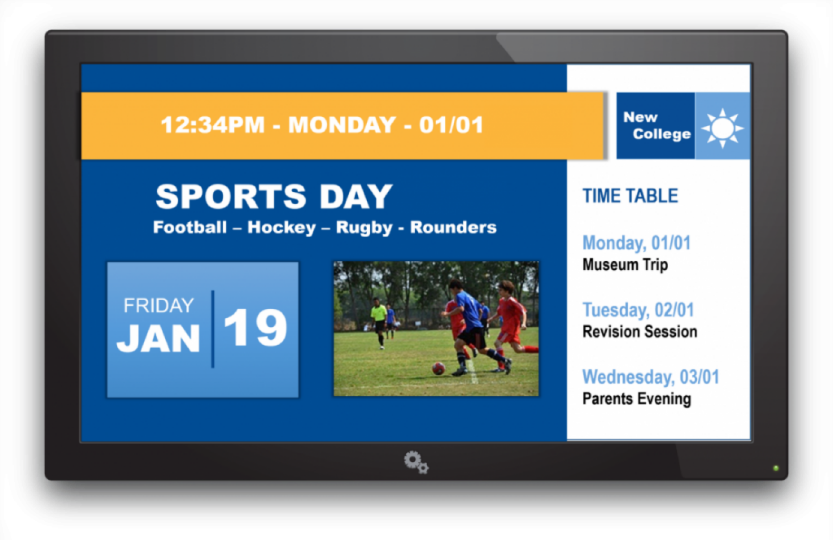 12:34PM - MONDAY - 01/01
New
College
SPORTS DAY
Football – Hockey – Rugby - Rounders
FRIDAY
JAN 19
TIME TABLE
Monday, 01/01
Museum Trip
Tuesday, 02/01
Revision Session
Wednesday, 03/01
Parents Evening